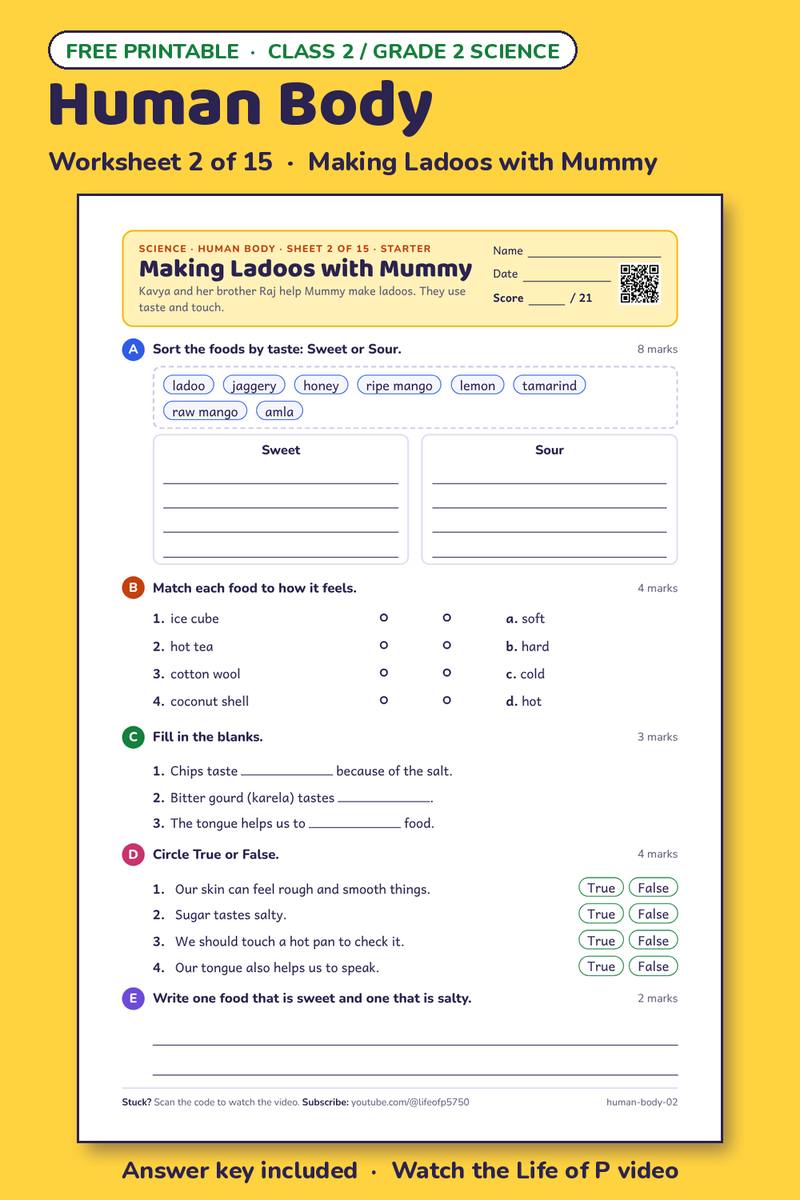 FREE PRINTABLE · CLASS 2 / GRADE 2 SCIENCE
Human Body
Worksheet 2 of 15 · Making Ladoos with Mummy
SCIENCE · HUMAN BODY · SHEET 2 OF 15 · STARTER
Making Ladoos with Mummy
Kavya and her brother Raj help Mummy make ladoos. They use
taste and touch.
Name
Date
Score / 21
A Sort the foods by taste: Sweet or Sour. 8 marks
ladoo jaggery honey ripe mango lemon tamarind
raw mango amla
Sweet Sour
B Match each food to how it feels. 4 marks
1. ice cube a. soft
2. hot tea b. hard
3. cotton wool c. cold
4. coconut shell d. hot
C Fill in the blanks. 3 marks
1. Chips taste ____________ because of the salt.
2. Bitter gourd (karela) tastes ____________.
3. The tongue helps us to ____________ food.
D Circle True or False. 4 marks
1. Our skin can feel rough and smooth things. True False
2. Sugar tastes salty. True False
3. We should touch a hot pan to check it. True False
4. Our tongue also helps us to speak. True False
E Write one food that is sweet and one that is salty. 2 marks
Stuck? Scan the code to watch the video. Subscribe: youtube.com/@lifeofp5750 human-body-02
Answer key included · Watch the Life of P video